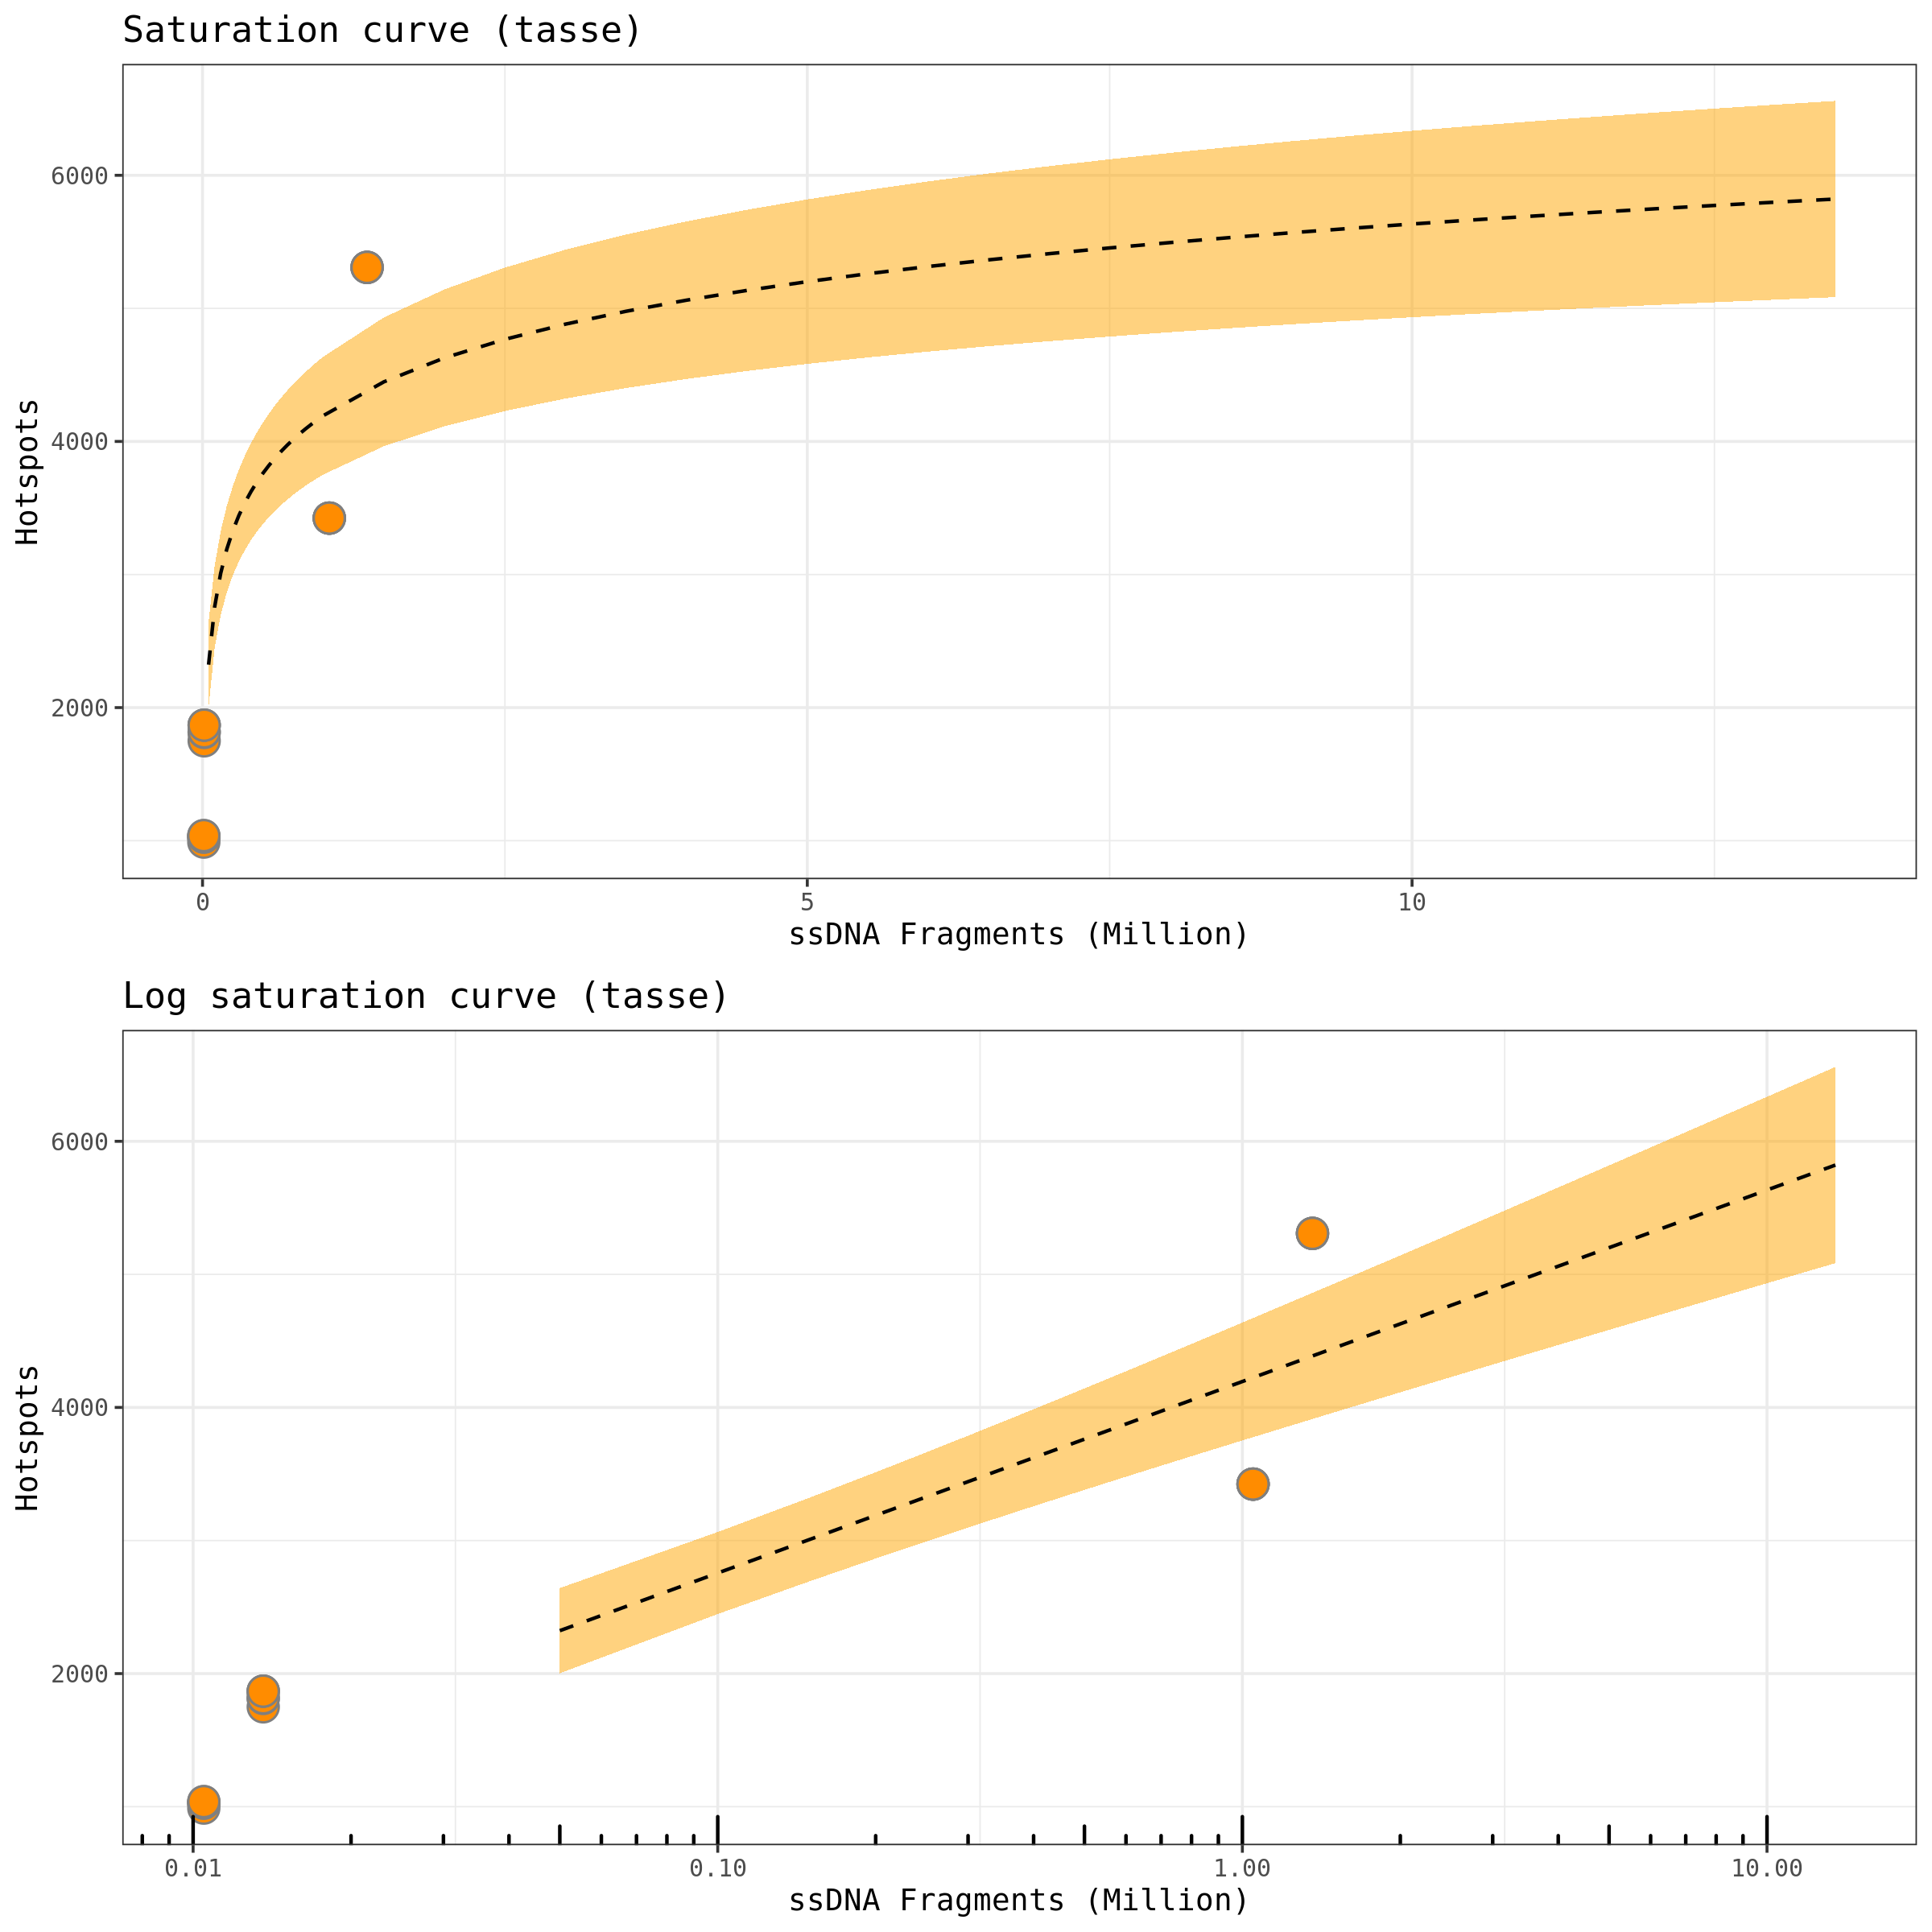 Saturation curve (tasse)
Hotspots
6000
4000
2000
0 5 10
ssDNA Fragments (Million)
Log saturation curve (tasse)
Hotspots
6000
4000
2000
0.01 0.10 1.00 10.00
ssDNA Fragments (Million)